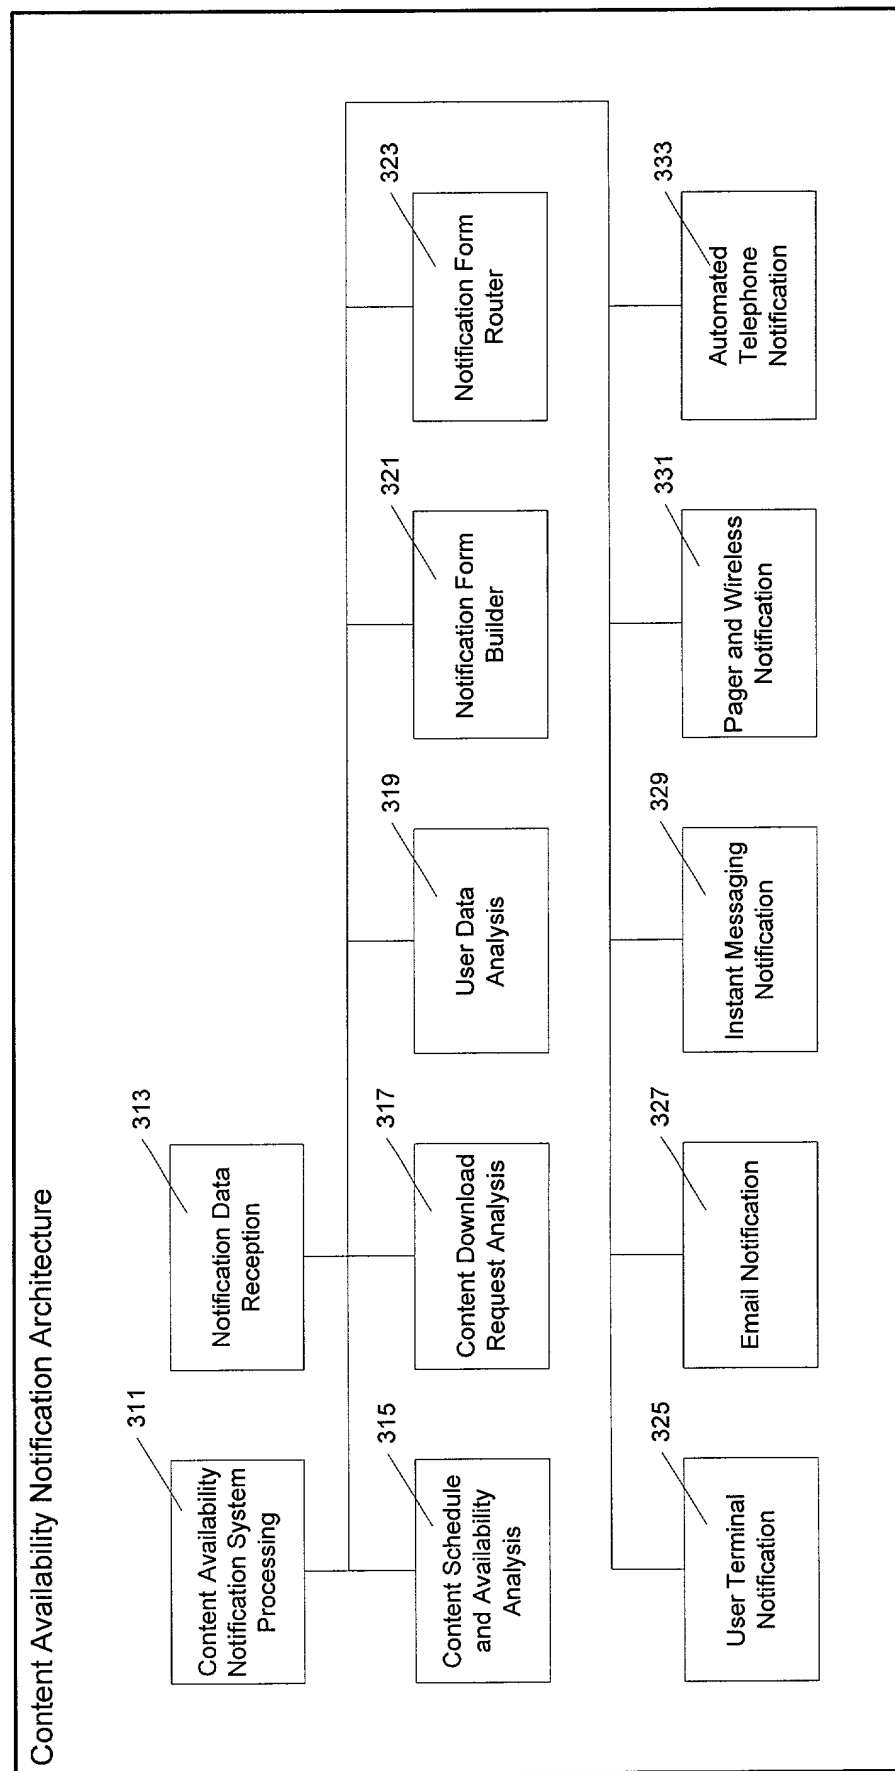 Content Availability Notification Architecture
311
Content Availability
Notification System
Processing
313
Notification Data
Reception
315
Content Schedule
and Availability
Analysis
317
Content Download
Request Analysis
319
User Data
Analysis
321
Notification Form
Builder
323
Notification Form
Router
325
User Terminal
Notification
327
Email Notification
329
Instant Messaging
Notification
331
Pager and Wireless
Notification
333
Automated
Telephone
Notification